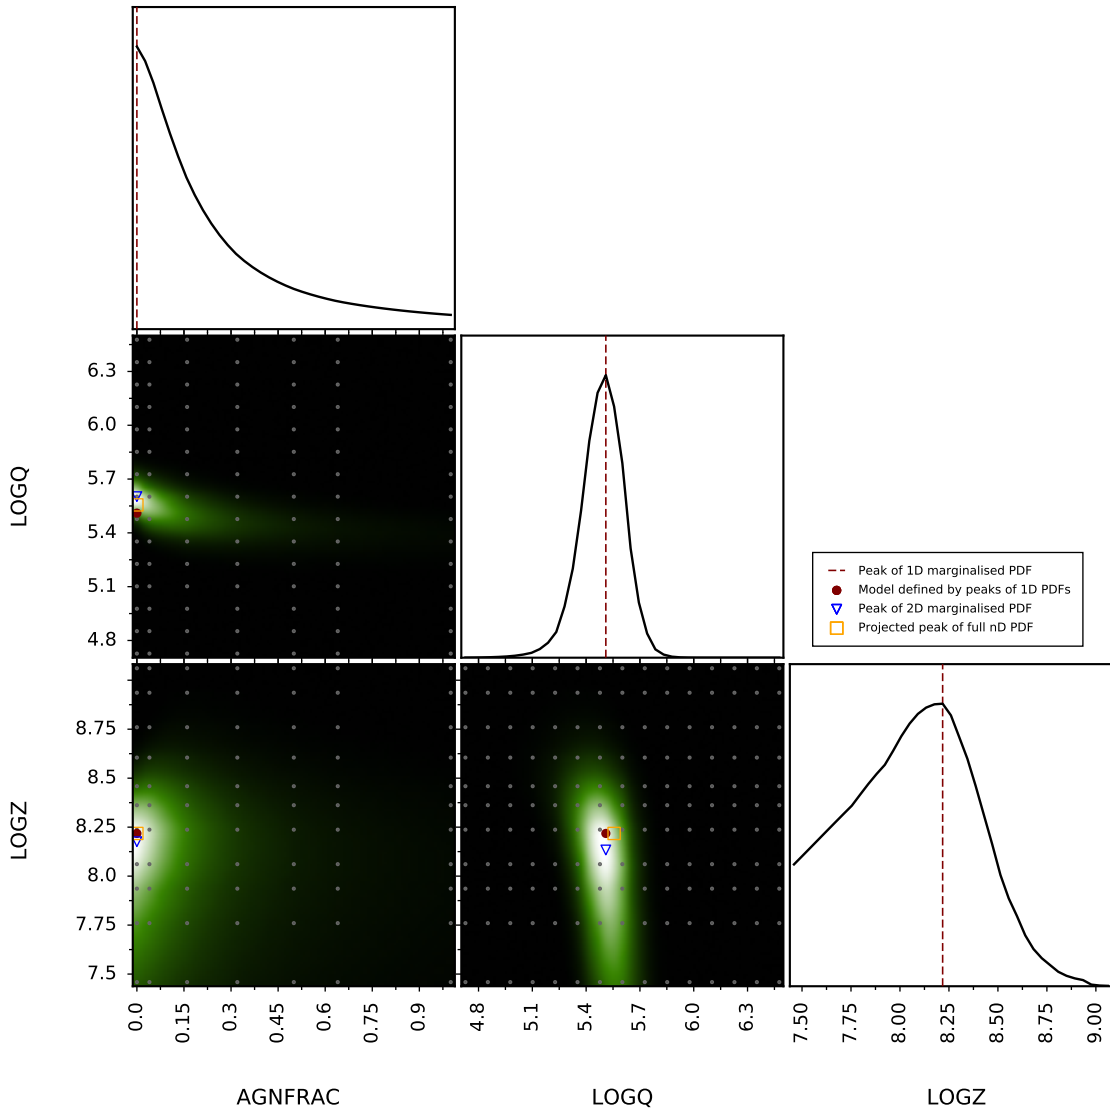 LOGQ
6.3
6.0
5.7
5.4
5.1
4.8
Peak of 1D marginalised PDF
Model defined by peaks of 1D PDFs
Peak of 2D marginalised PDF
Projected peak of full nD PDF
LOGZ
8.75
8.5
8.25
8.0
7.75
7.5
0.0 0.15 0.3 0.45 0.6 0.75 0.9
4.8 5.1 5.4 5.7 6.0 6.3
7.50 7.75 8.00 8.25 8.50 8.75 9.00
AGNFRAC LOGQ LOGZ